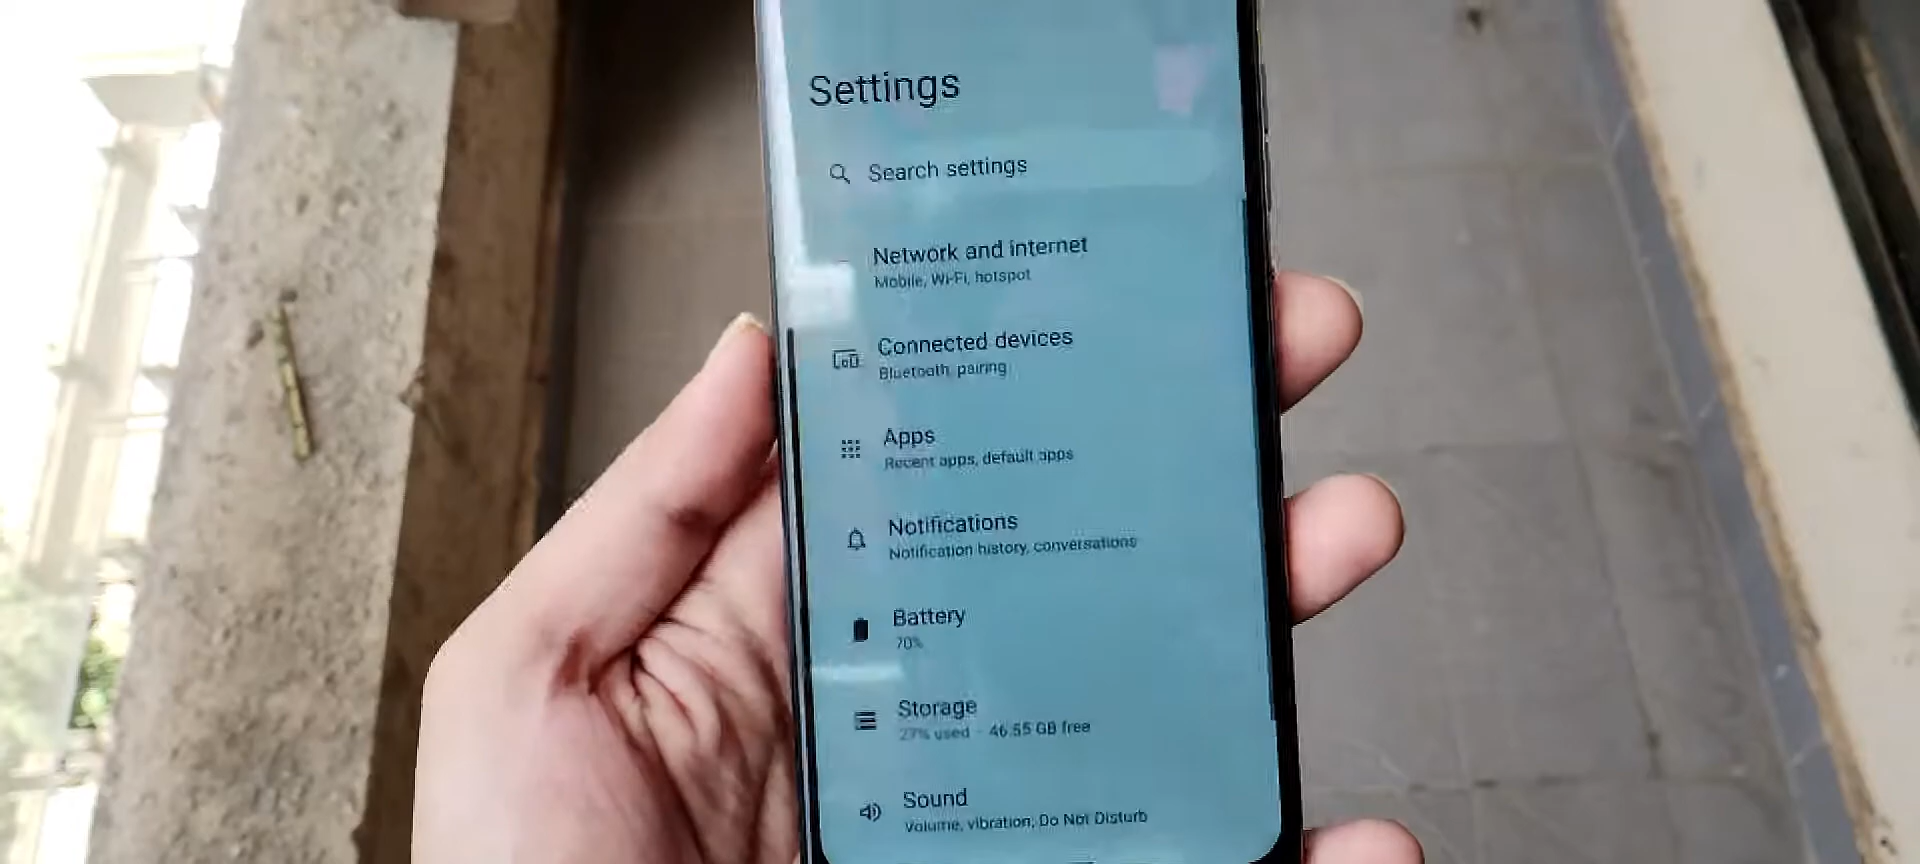 Settings
Search settings
Network and internet
Mobile, Wi-Fi, hotspot
Connected devices
Bluetooth, pairing
Apps
Recent apps, default apps
Notifications
Notification history, conversations
Battery
70%
Storage
27% used - 46.55 GB free
Sound
Volume, vibration, Do Not Disturb